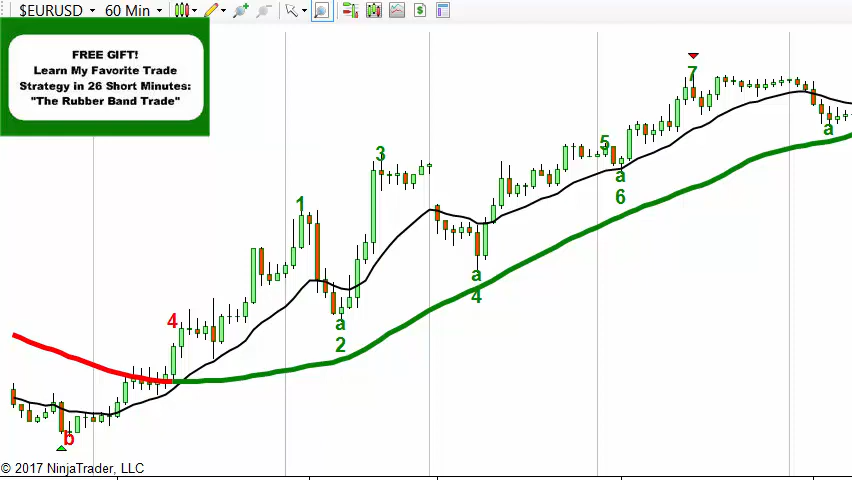 $EURUSD 60 Min
FREE GIFT!
Learn My Favorite Trade
Strategy in 26 Short Minutes:
"The Rubber Band Trade"
7
a
3
5
a
6
1
a
4
4
a
2
b
© 2017 NinjaTrader, LLC